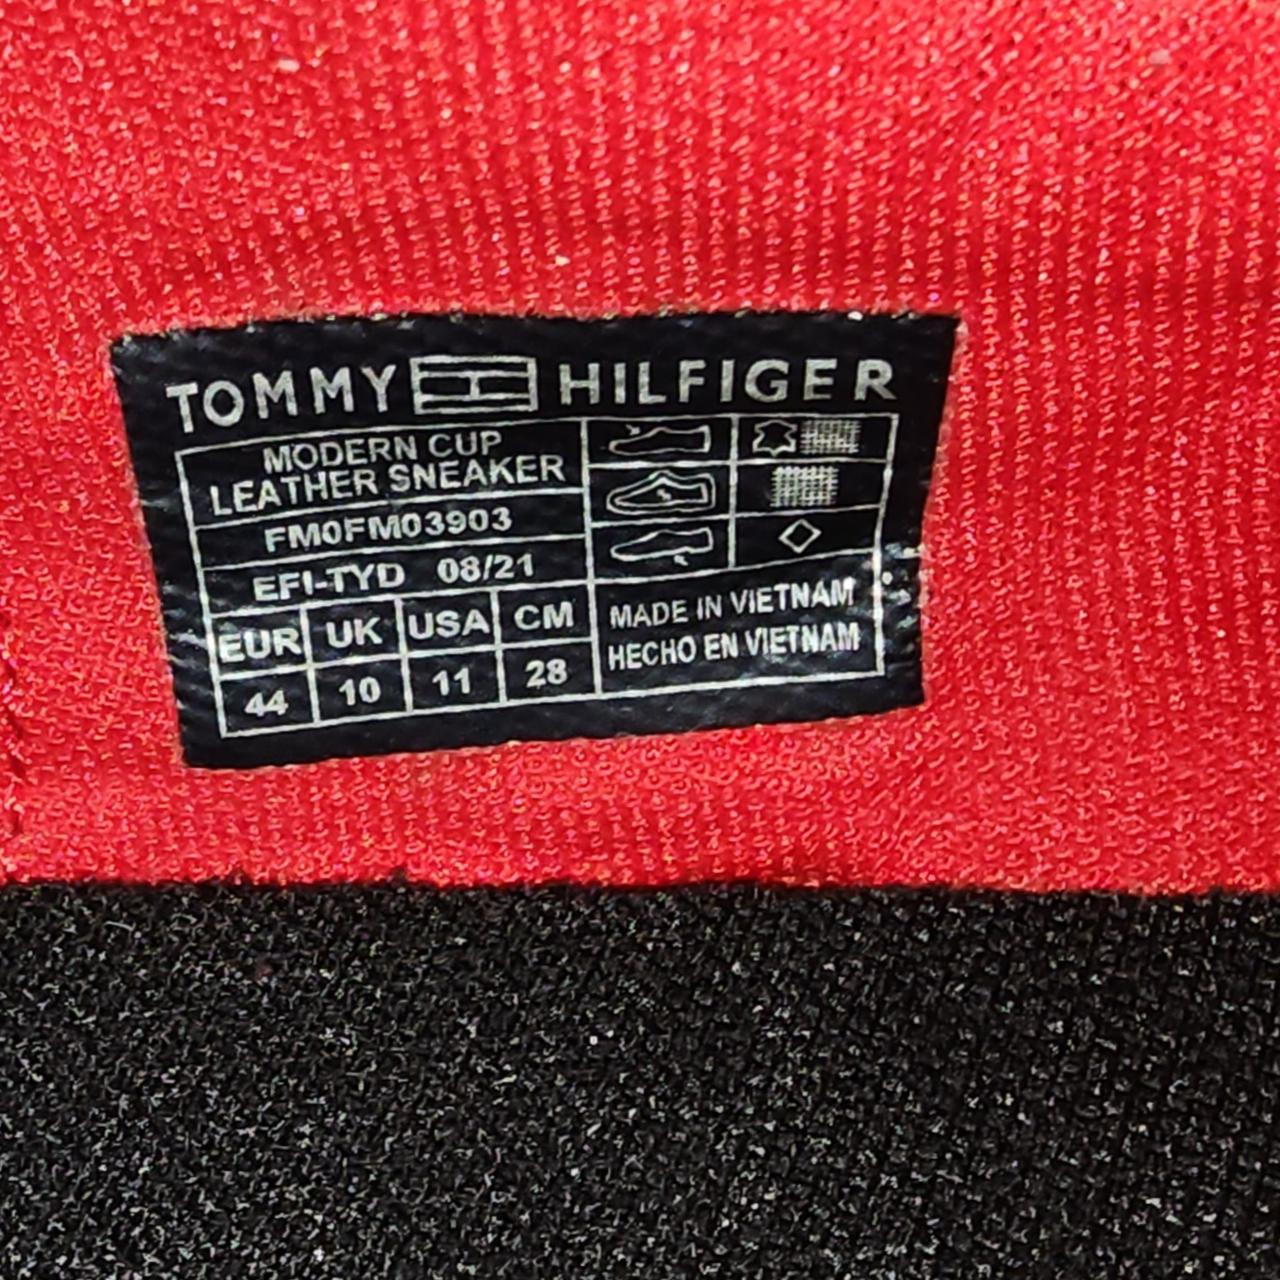 TOMMY HILFIGER
MODERN CUP
LEATHER SNEAKER
FM0FM03903
EFI-TYD 08/21
EUR UK USA CM
44 10 11 28
MADE IN VIETNAM
HECHO EN VIETNAM